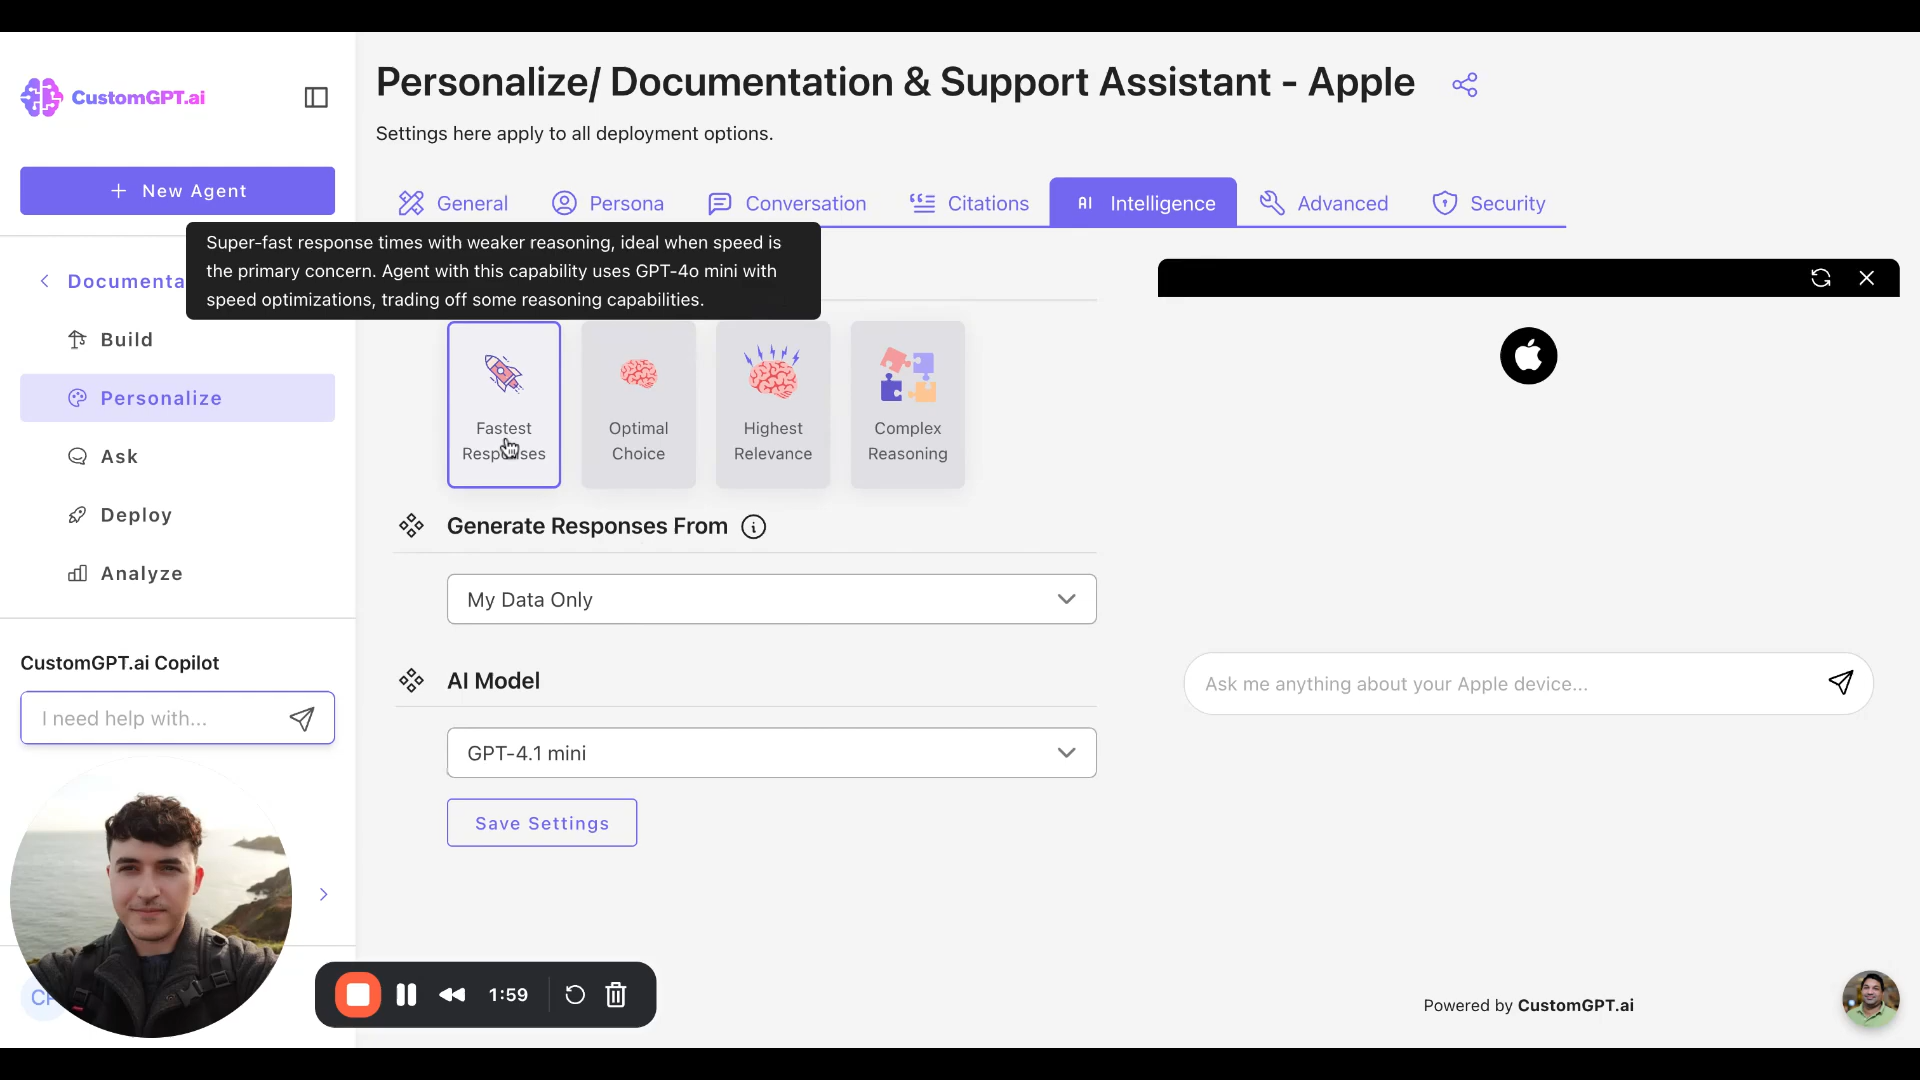 CustomGPT.ai
New Agent
Documenta
Build
Personalize
Ask
Deploy
Analyze
CustomGPT.ai Copilot
I need help with...
Personalize/ Documentation & Support Assistant - Apple
Settings here apply to all deployment options.
General
Persona
Conversation
Citations
AI Intelligence
Advanced
Security
Super-fast response times with weaker reasoning, ideal when speed is
the primary concern. Agent with this capability uses GPT-4o mini with
speed optimizations, trading off some reasoning capabilities.
Fastest
Responses
Optimal
Choice
Highest
Relevance
Complex
Reasoning
Generate Responses From
My Data Only
AI Model
GPT-4.1 mini
Save Settings
1:59
Ask me anything about your Apple device...
Powered by CustomGPT.ai